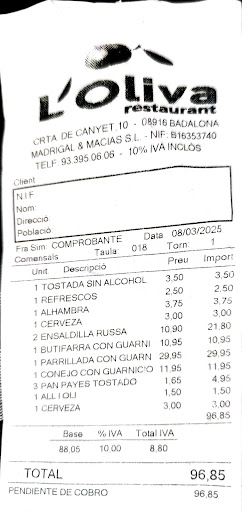 L'Oliva
restaurant
CRTA DE CANYET,10 - 08916 BADALONA
MADRIGAL & MACIAS S.L. - NIF: B16353740
TELF: 93.395.06.06 - 10% IVA INCLÒS
Client
N.I.F
Nom:
Direcció
Població
Fra Sim: COMPROBANTE Data 08/03/2025
Comensals Taula: 018 Torn: 1
Unit Descripció Preu Import
1 TOSTADA SIN ALCOHOL 3,50 3,50
1 REFRESCOS 2,50 2,50
1 ALHAMBRA 3,75 3,75
1 CERVEZA 3,00 3,00
2 ENSALDILLA RUSSA 10,90 21,80
1 BUTIFARRA CON GUARNI 10,95 10,95
1 PARRILLADA CON GUARN 29,95 29,95
1 CONEJO CON GUARNICIO 11,95 11,95
3 PAN PAYES TOSTADO 1,65 4,95
1 ALL I OLI 1,50 1,50
1 CERVEZA 3,00 3,00
96,85
Base % IVA Total IVA
88,05 10,00 8,80
TOTAL 96,85
PENDIENTE DE COBRO 96,85